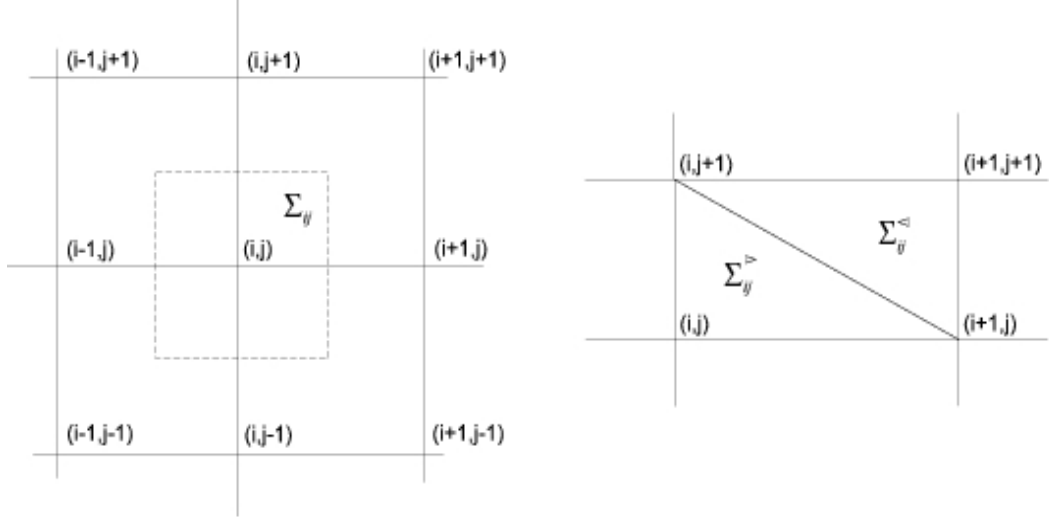 (i-1,j+1) (i,j+1) (i+1,j+1)
Σij
(i-1,j) (i,j) (i+1,j)
(i-1,j-1) (i,j-1) (i+1,j-1)
(i,j+1) (i+1,j+1)
Σij⊲
Σij⊳
(i,j) (i+1,j)